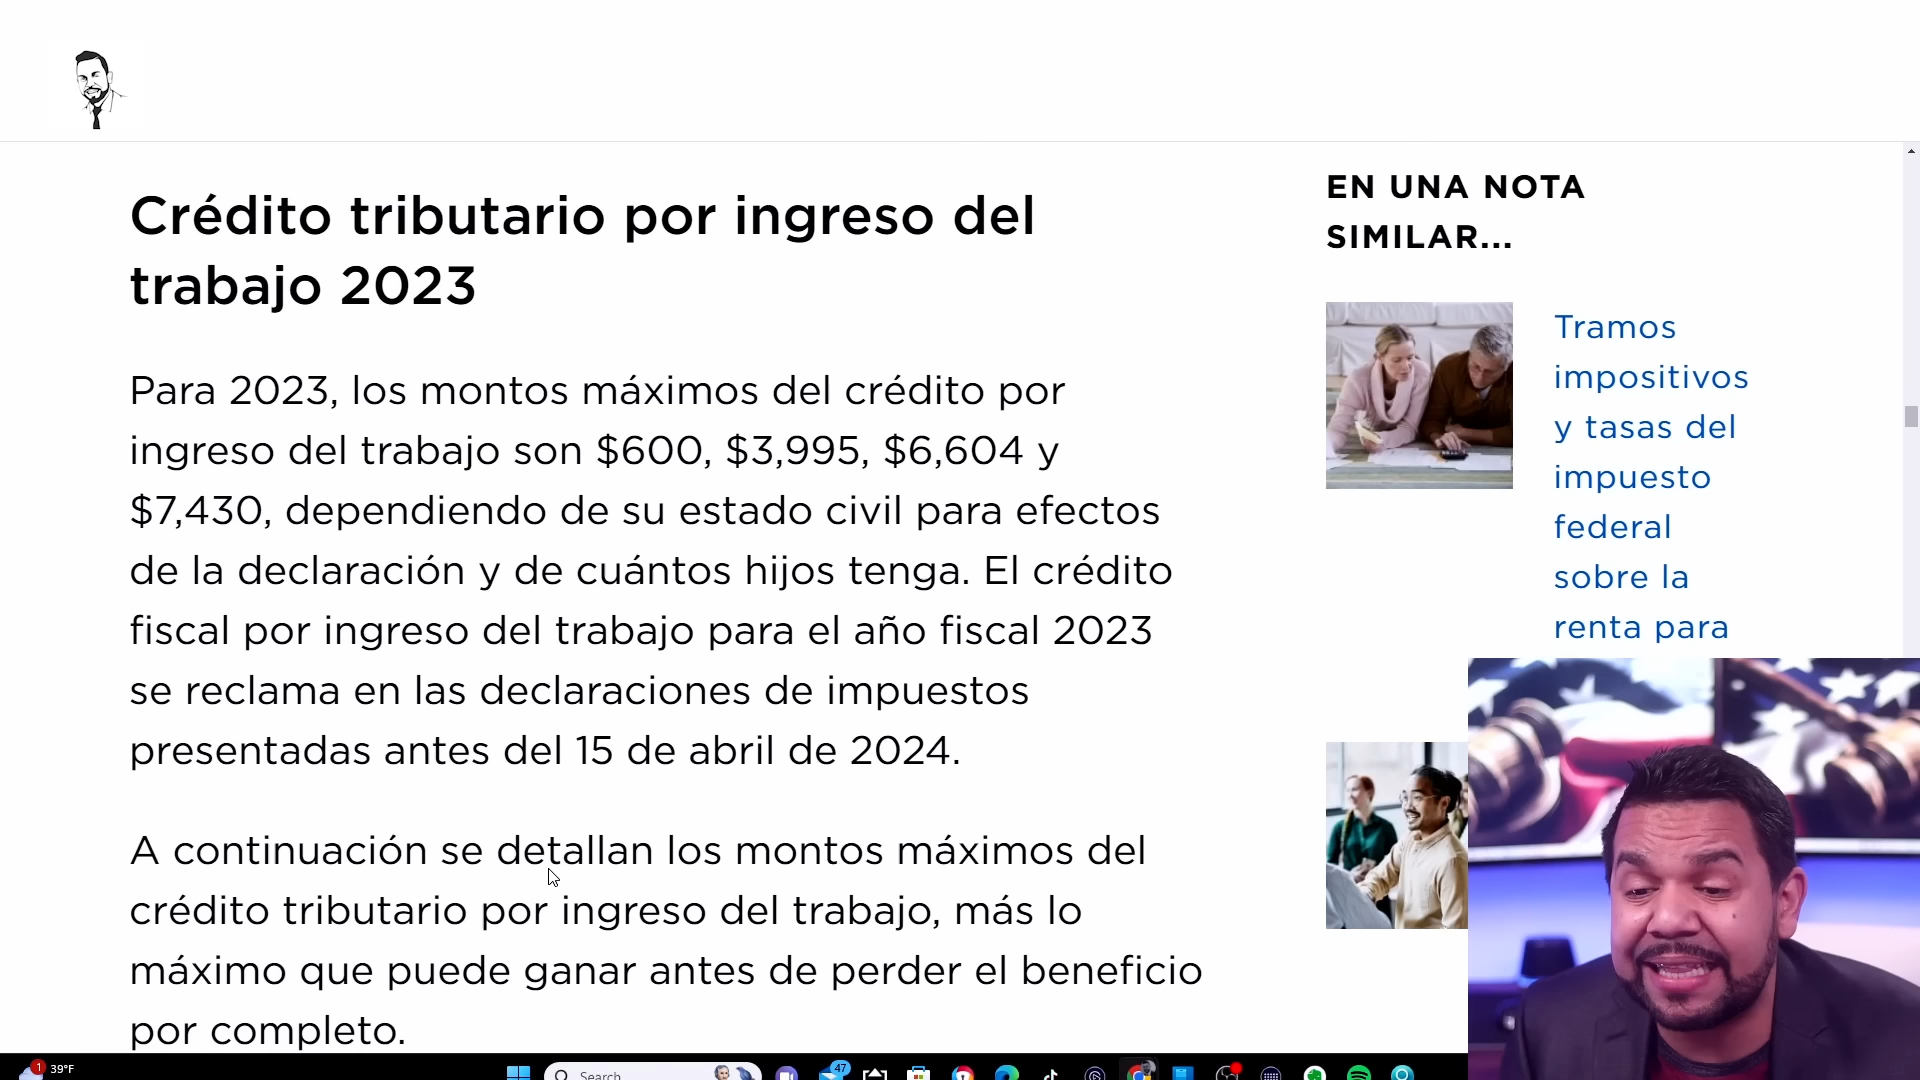 Crédito tributario por ingreso del
trabajo 2023
Para 2023, los montos máximos del crédito por
ingreso del trabajo son $600, $3,995, $6,604 y
$7,430, dependiendo de su estado civil para efectos
de la declaración y de cuántos hijos tenga. El crédito
fiscal por ingreso del trabajo para el año fiscal 2023
se reclama en las declaraciones de impuestos
presentadas antes del 15 de abril de 2024.
A continuación se detallan los montos máximos del
crédito tributario por ingreso del trabajo, más lo
máximo que puede ganar antes de perder el beneficio
por completo.
EN UNA NOTA
SIMILAR...
Tramos
impositivos
y tasas del
impuesto
federal
sobre la
renta para
1
39°F
Search
47